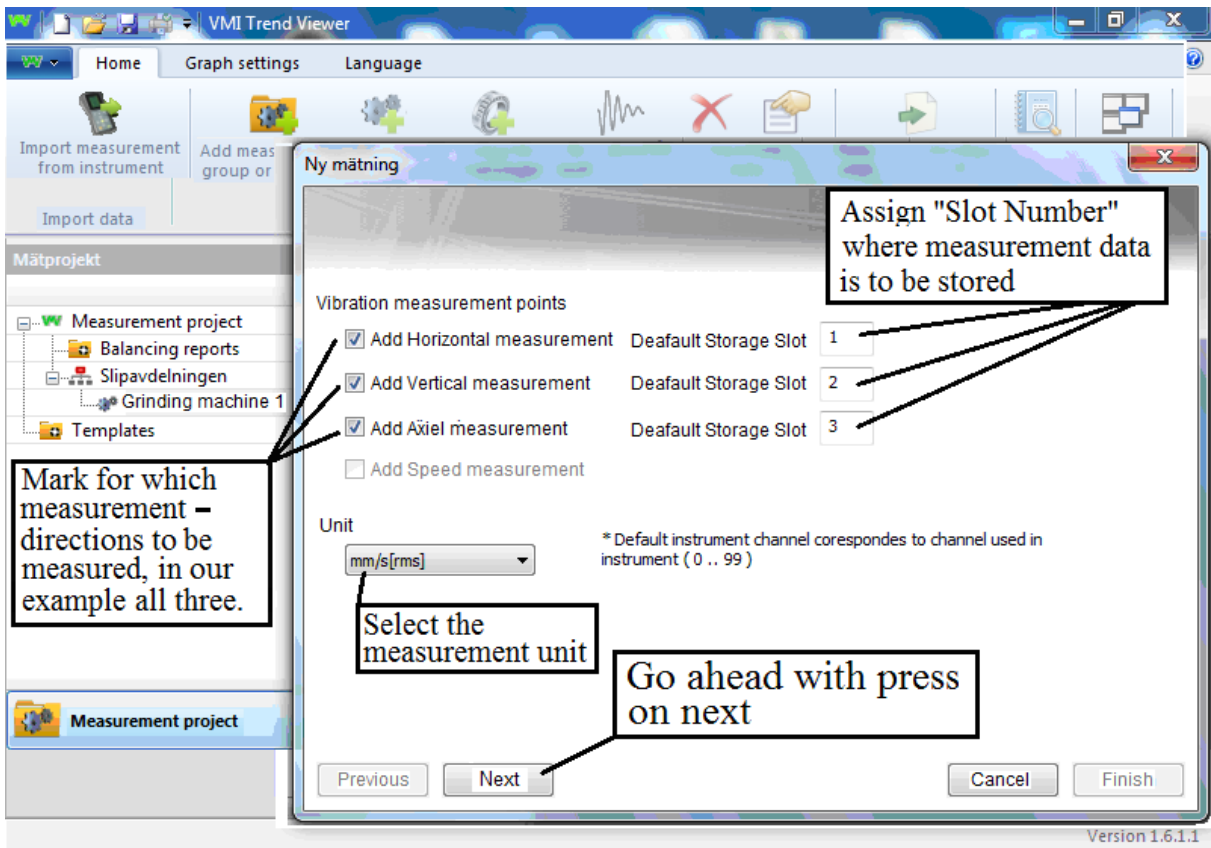 VMI Trend Viewer
Home Graph settings Language
Import measurement
from instrument
Add meas
group or
Import data
Mätprojekt
Measurement project
Balancing reports
Slipavdelningen
Grinding machine 1
Templates
Mark for which
measurement –
directions to be
measured, in our
example all three.
Measurement project
Ny mätning
Assign "Slot Number"
where measurement data
is to be stored
Vibration measurement points
Add Horizontal measurement Deafault Storage Slot 1
Add Vertical measurement Deafault Storage Slot 2
Add Axiel measurement Deafault Storage Slot 3
Add Speed measurement
Unit
mm/s[rms]
* Default instrument channel corespondes to channel used in
instrument ( 0 .. 99 )
Select the
measurement unit
Go ahead with press
on next
Previous Next Cancel Finish
Version 1.6.1.1